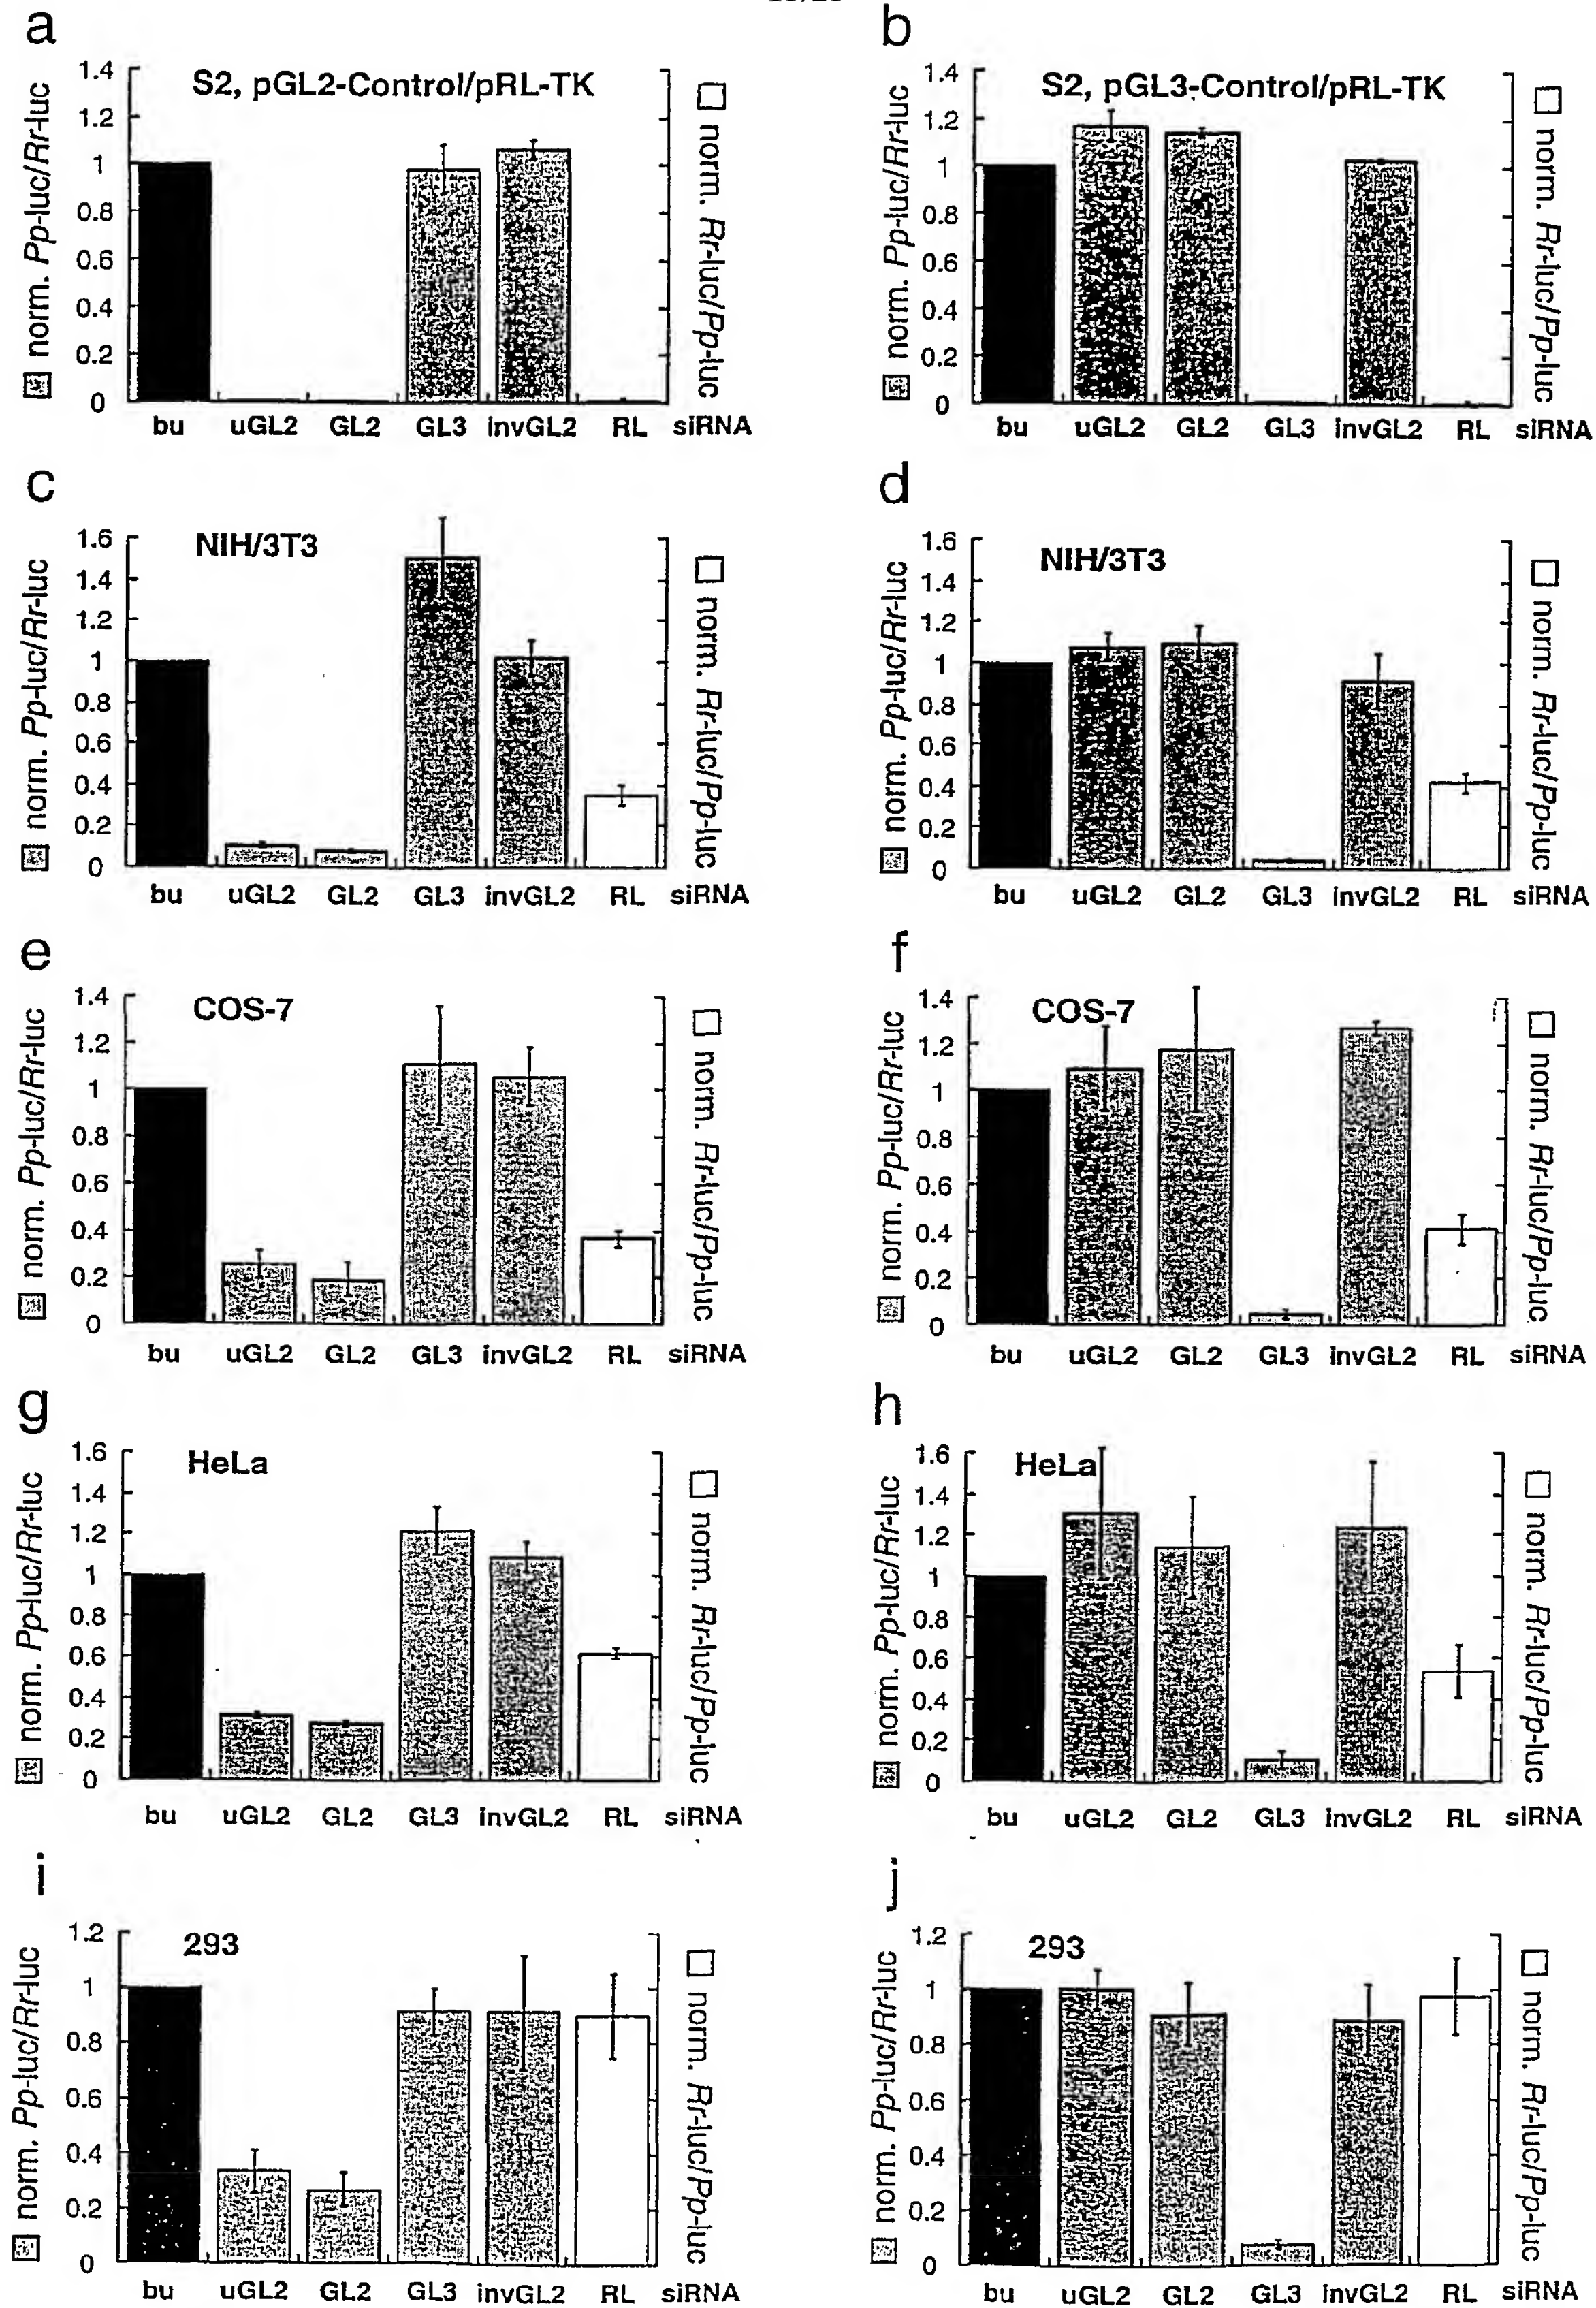 a
S2, pGL2-Control/pRL-TK
norm. Pp-luc/Rr-luc
1.4
1.2
1
0.8
0.6
0.4
0.2
0
bu uGL2 GL2 GL3 invGL2 RL siRNA
norm. Rr-luc/Pp-luc
b
S2, pGL3-Control/pRL-TK
norm. Pp-luc/Rr-luc
1.4
1.2
1
0.8
0.6
0.4
0.2
0
bu uGL2 GL2 GL3 invGL2 RL siRNA
norm. Rr-luc/Pp-luc
c
NIH/3T3
norm. Pp-luc/Rr-luc
1.6
1.4
1.2
1
0.8
0.6
0.4
0.2
0
bu uGL2 GL2 GL3 invGL2 RL siRNA
norm. Rr-luc/Pp-luc
d
NIH/3T3
norm. Pp-luc/Rr-luc
1.6
1.4
1.2
1
0.8
0.6
0.4
0.2
0
bu uGL2 GL2 GL3 invGL2 RL siRNA
norm. Rr-luc/Pp-luc
e
COS-7
norm. Pp-luc/Rr-luc
1.4
1.2
1
0.8
0.6
0.4
0.2
0
bu uGL2 GL2 GL3 invGL2 RL siRNA
norm. Rr-luc/Pp-luc
f
COS-7
norm. Pp-luc/Rr-luc
1.4
1.2
1
0.8
0.6
0.4
0.2
0
bu uGL2 GL2 GL3 invGL2 RL siRNA
norm. Rr-luc/Pp-luc
g
HeLa
norm. Pp-luc/Rr-luc
1.6
1.4
1.2
1
0.8
0.6
0.4
0.2
0
bu uGL2 GL2 GL3 invGL2 RL siRNA
norm. Rr-luc/Pp-luc
h
HeLa
norm. Pp-luc/Rr-luc
1.6
1.4
1.2
1
0.8
0.6
0.4
0.2
0
bu uGL2 GL2 GL3 invGL2 RL siRNA
norm. Rr-luc/Pp-luc
i
293
norm. Pp-luc/Rr-luc
1.2
1
0.8
0.6
0.4
0.2
0
bu uGL2 GL2 GL3 invGL2 RL siRNA
norm. Rr-luc/Pp-luc
j
293
norm. Pp-luc/Rr-luc
1.2
1
0.8
0.6
0.4
0.2
0
bu uGL2 GL2 GL3 invGL2 RL siRNA
norm. Rr-luc/Pp-luc